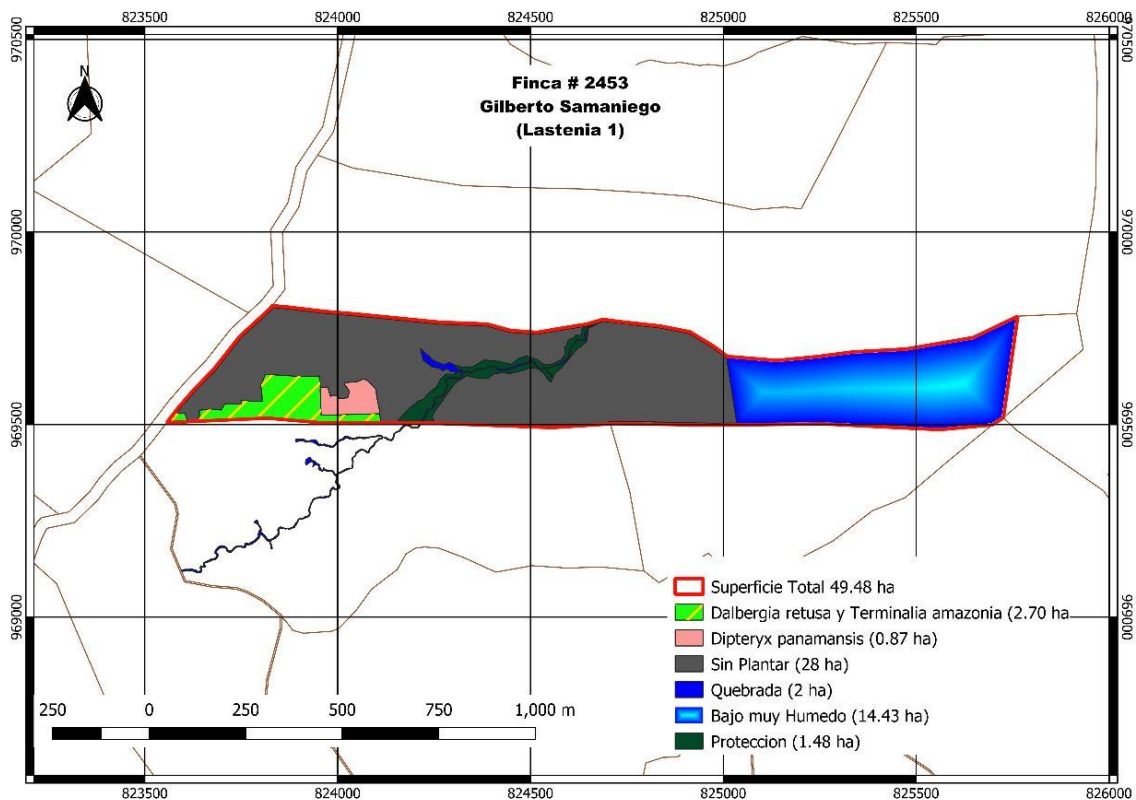 823500 824000 824500 825000 825500 826000
970500
970500
N
Finca # 2453
Gilberto Samaniego
(Lastenia 1)
970000
970000
969500
969500
969000
969000
Superficie Total 49.48 ha
Dalbergia retusa y Terminalia amazonia (2.70 ha
Dipteryx panamansis (0.87 ha)
Sin Plantar (28 ha)
Quebrada (2 ha)
Bajo muy Humedo (14.43 ha)
Proteccion (1.48 ha)
250 0 250 500 750 1,000 m
823500 824000 824500 825000 825500 826000